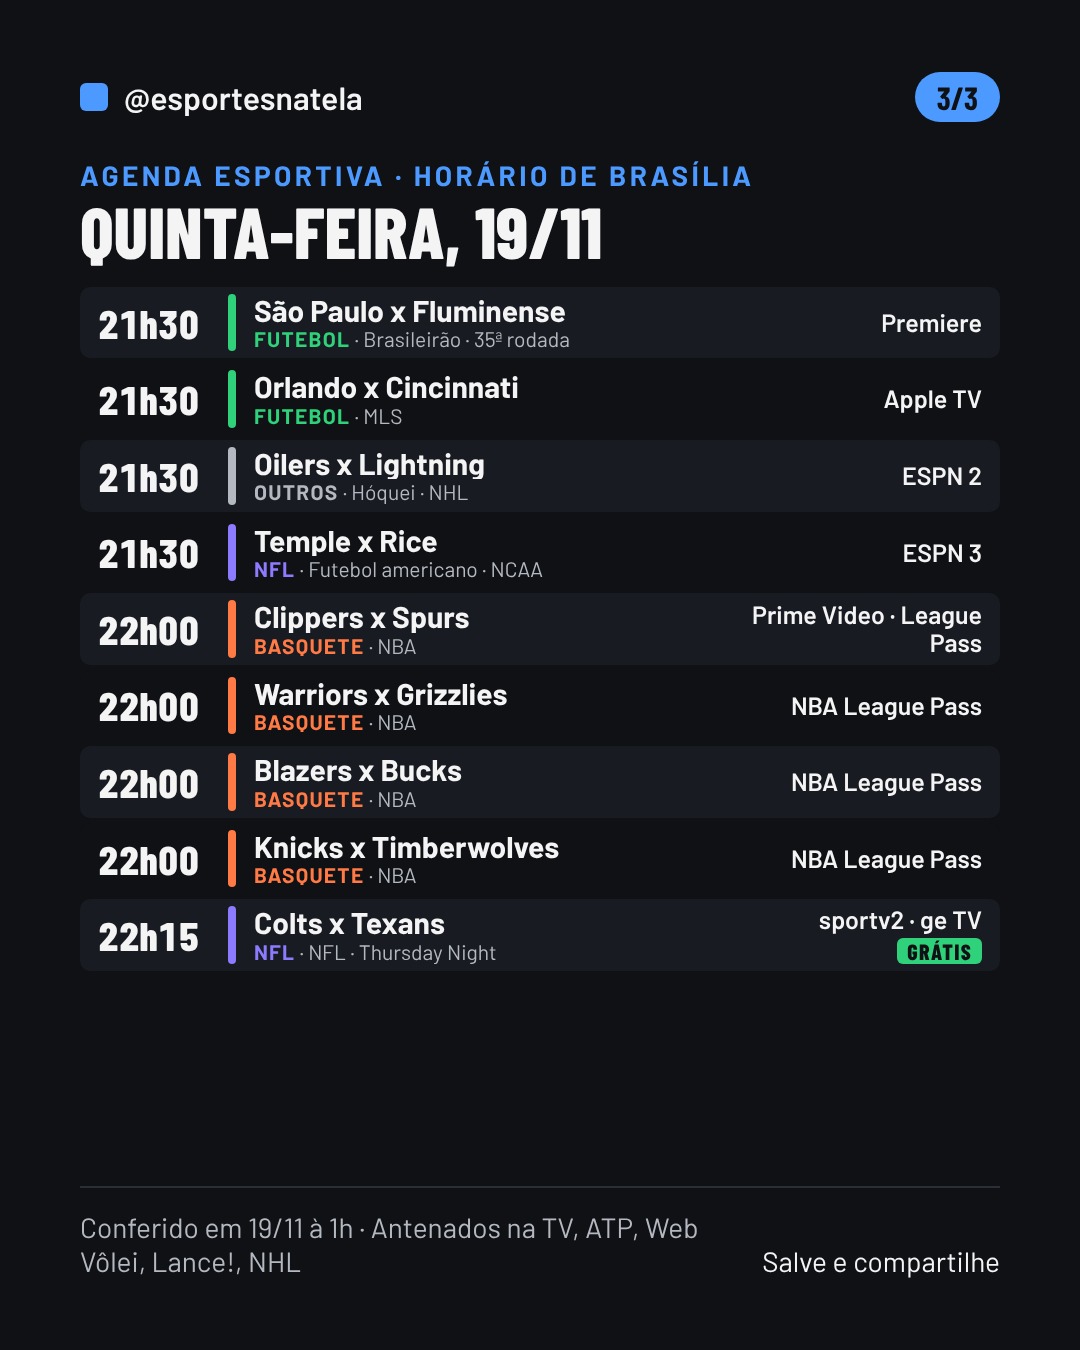 @esportesnatela
3/3
AGENDA ESPORTIVA · HORÁRIO DE BRASÍLIA
QUINTA-FEIRA, 19/11
21h30
São Paulo x Fluminense
FUTEBOL · Brasileirão · 35ª rodada
Premiere
21h30
Orlando x Cincinnati
FUTEBOL · MLS
Apple TV
21h30
Oilers x Lightning
OUTROS · Hóquei · NHL
ESPN 2
21h30
Temple x Rice
NFL · Futebol americano · NCAA
ESPN 3
22h00
Clippers x Spurs
BASQUETE · NBA
Prime Video · League
Pass
22h00
Warriors x Grizzlies
BASQUETE · NBA
NBA League Pass
22h00
Blazers x Bucks
BASQUETE · NBA
NBA League Pass
22h00
Knicks x Timberwolves
BASQUETE · NBA
NBA League Pass
22h15
Colts x Texans
NFL · NFL · Thursday Night
sportv2 · ge TV
GRÁTIS
Conferido em 19/11 à 1h · Antenados na TV, ATP, Web
Vôlei, Lance!, NHL
Salve e compartilhe